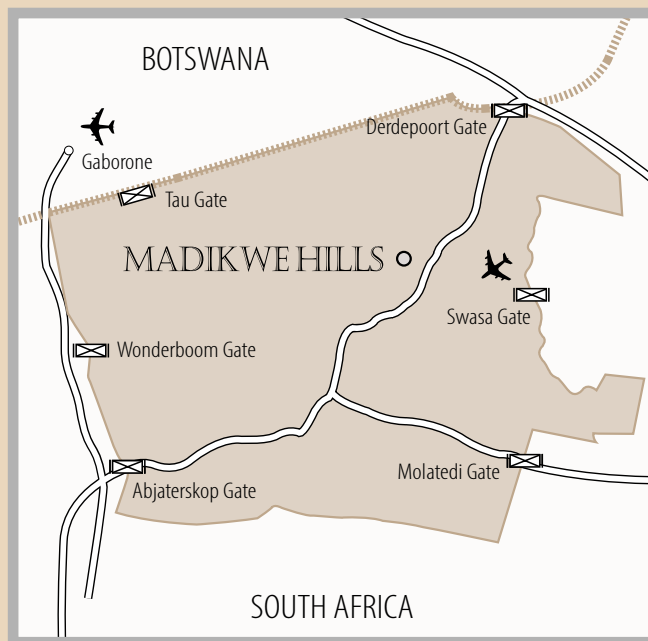 BOTSWANA
Derdepoort Gate
Gaborone
Tau Gate
MADIKWE HILLS
Swasa Gate
Wonderboom Gate
Molatedi Gate
Abjaterskop Gate
SOUTH AFRICA